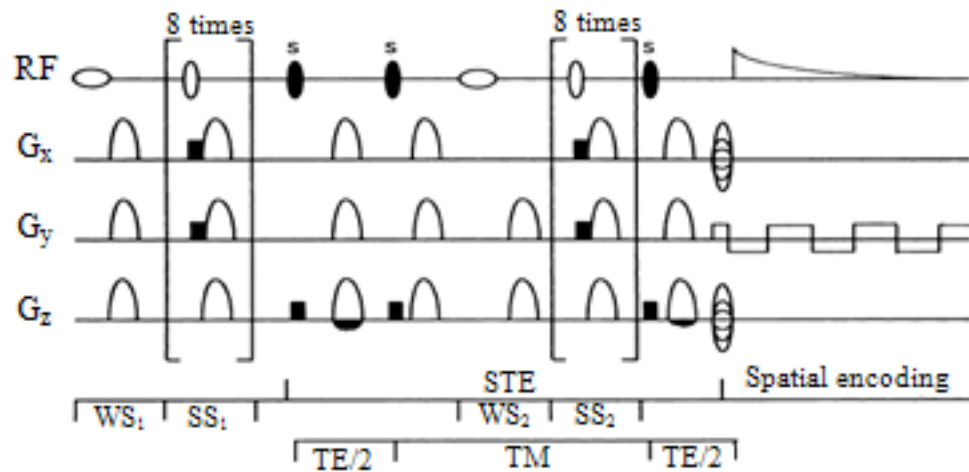 8 times 8 times
s s s
RF
Gx
Gy
Gz
STE Spatial encoding
WS1 SS1 WS2 SS2
TE/2 TM TE/2